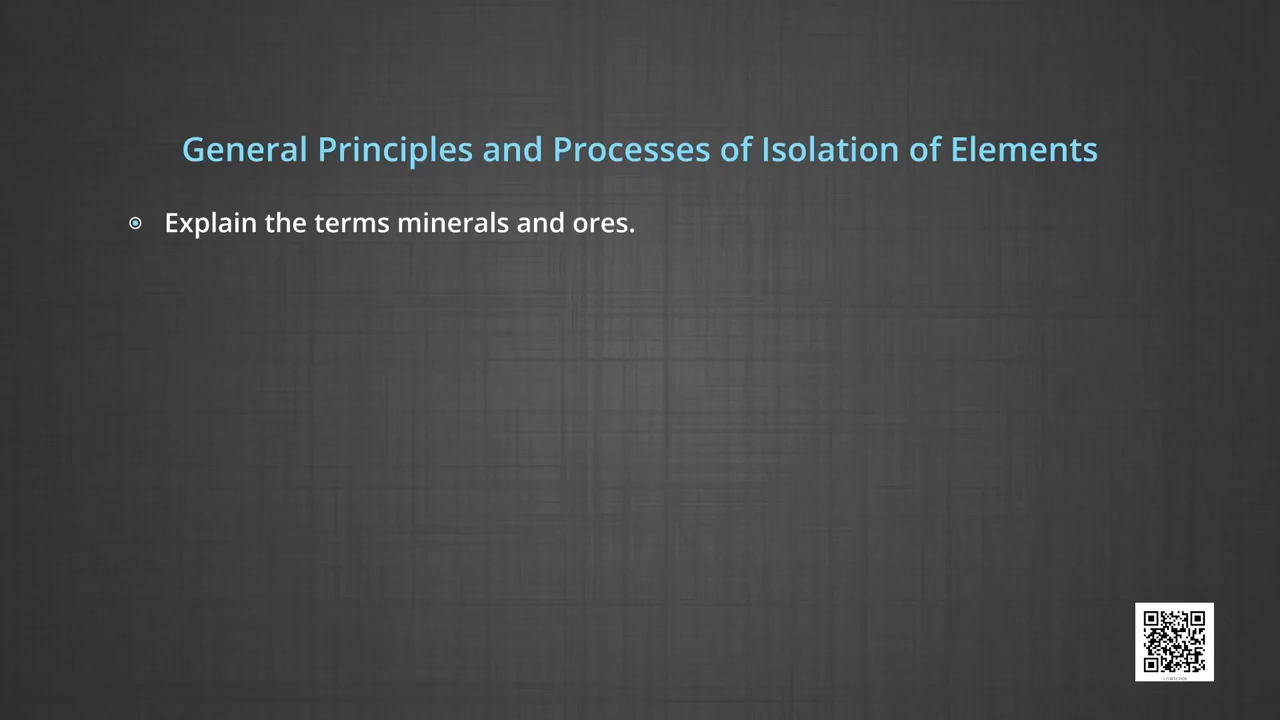 General Principles and Processes of Isolation of Elements
Explain the terms minerals and ores.